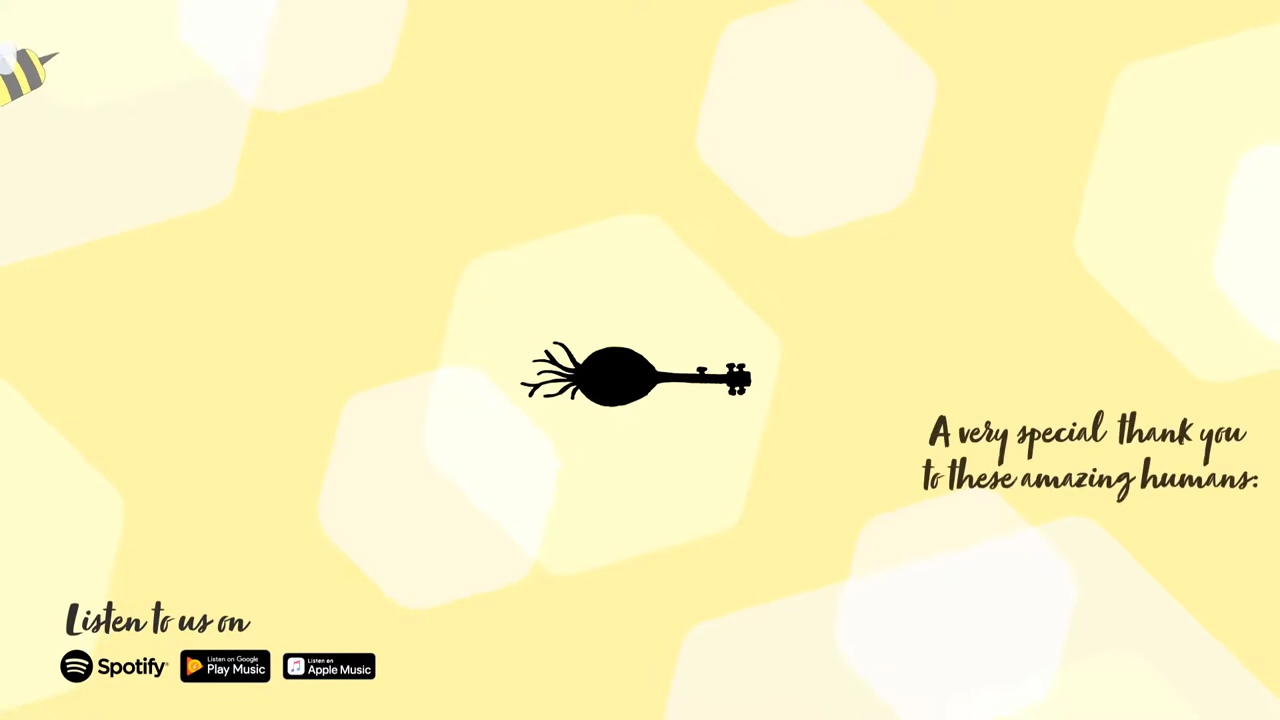 A very special thank you
to these amazing humans:
Listen to us on
Spotify
Listen on Google
Play Music
Listen on
Apple Music